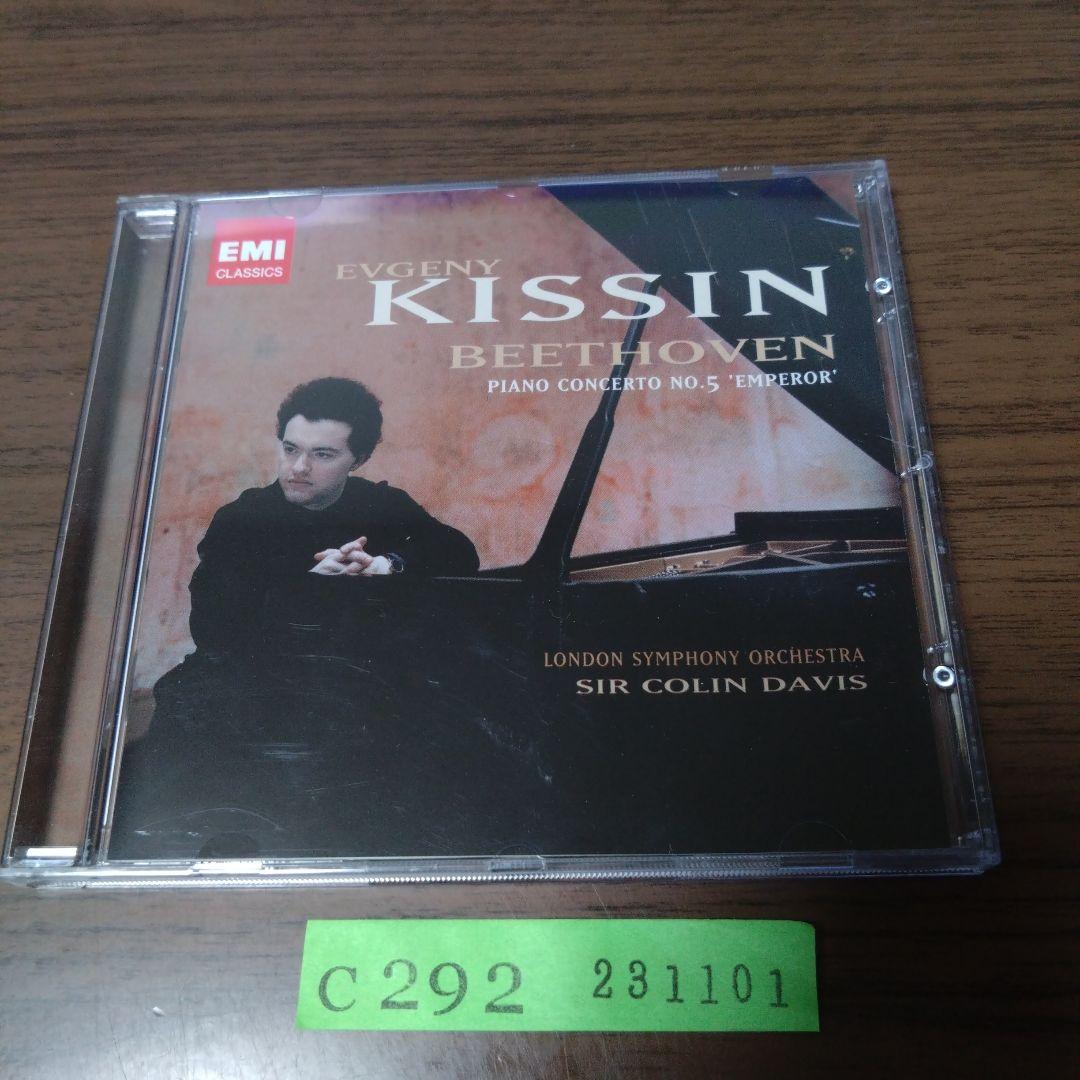 EMI
CLASSICS
EVGENY
KISSIN
BEETHOVEN
PIANO CONCERTO NO.5 'EMPEROR'
LONDON SYMPHONY ORCHESTRA
SIR COLIN DAVIS
C292 231101